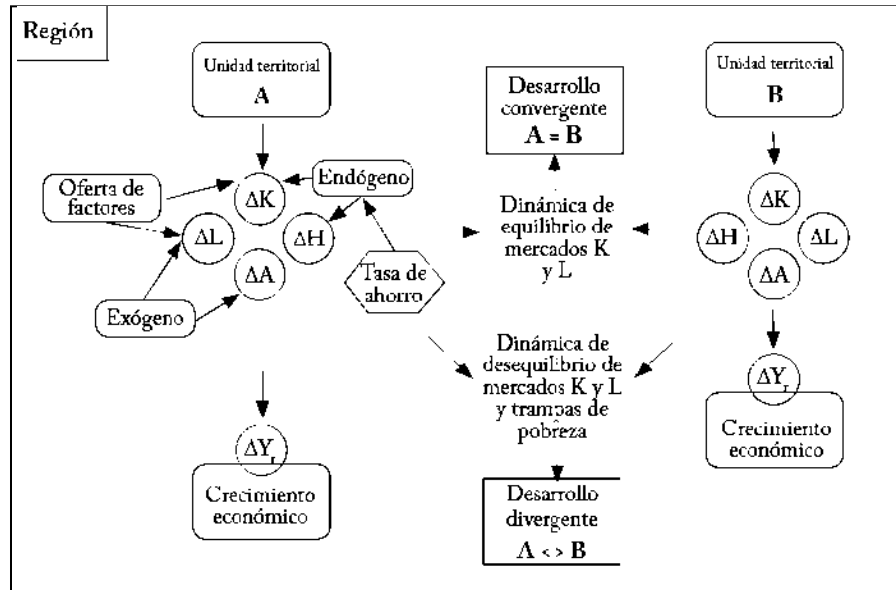 Región
Unidad territorial
A
Oferta de
factores
Endógeno
ΔK
ΔL
ΔH
ΔA
Exógeno
Tasa de
ahorro
ΔYr
Crecimiento
económico
Desarrollo
convergente
A = B
Dinámica de
equilibrio de
mercados K
y L
Dinámica de
desequilibrio de
mercados K y L
y trampas de
pobreza
Desarrollo
divergente
A <> B
Unidad territorial
B
ΔK
ΔH
ΔL
ΔA
ΔYr
Crecimiento
económico